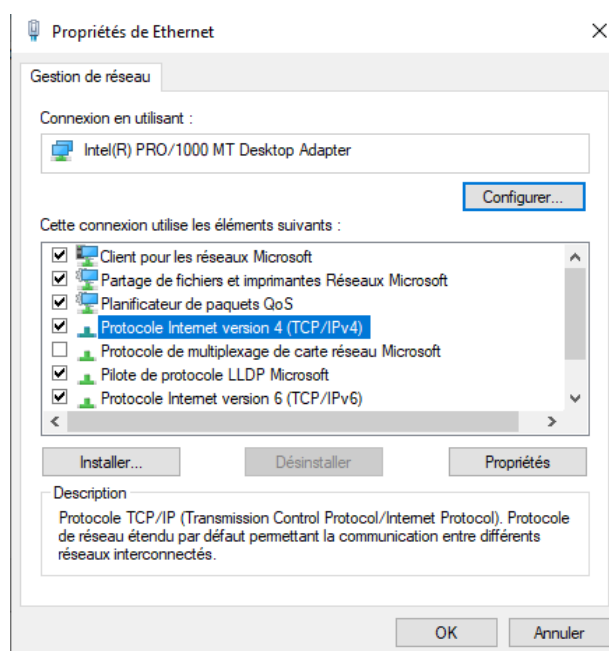 Propriétés de Ethernet
Gestion de réseau
Connexion en utilisant :
Intel(R) PRO/1000 MT Desktop Adapter
Configurer...
Cette connexion utilise les éléments suivants :
Client pour les réseaux Microsoft
Partage de fichiers et imprimantes Réseaux Microsoft
Planificateur de paquets QoS
Protocole Internet version 4 (TCP/IPv4)
Protocole de multiplexage de carte réseau Microsoft
Pilote de protocole LLDP Microsoft
Protocole Internet version 6 (TCP/IPv6)
Installer... Désinstaller Propriétés
Description
Protocole TCP/IP (Transmission Control Protocol/Internet Protocol). Protocole
de réseau étendu par défaut permettant la communication entre différents
réseaux interconnectés.
OK Annuler